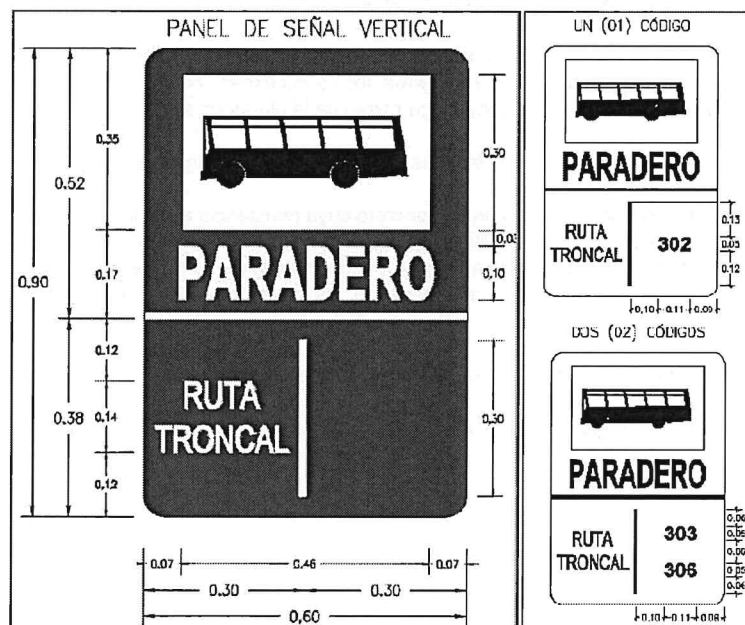 PANEL DE SEÑAL VERTICAL
0.90
0.52
0.38
0.35
0.17
0.12
0.14
0.12
PARADERO
RUTA
TRONCAL
0.30
0.10
0.30
0.07
0.46
0.07
0.30
0.30
0.60
UN (01) CÓDIGO
PARADERO
RUTA
TRONCAL
302
0.13
0.05
0.12
0.10
0.11
0.09
DOS (02) CÓDIGOS
PARADERO
RUTA
TRONCAL
303
306
0.10
0.11
0.09